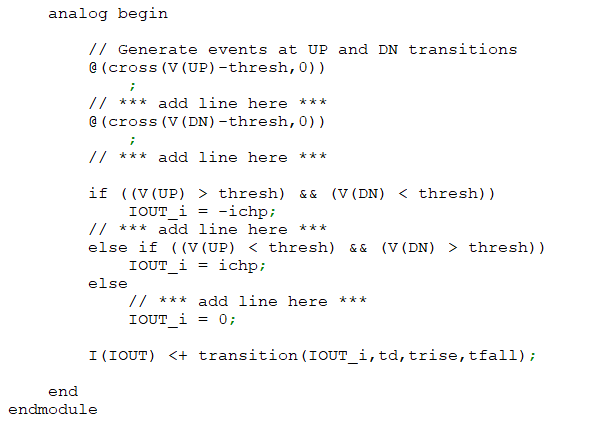 analog begin
// Generate events at UP and DN transitions
@(cross(V(UP)-thresh,0))
;
// *** add line here ***
@(cross(V(DN)-thresh,0))
;
// *** add line here ***
if ((V(UP) > thresh) && (V(DN) < thresh))
IOUT_i = -ichp;
// *** add line here ***
else if ((V(UP) < thresh) && (V(DN) > thresh))
IOUT_i = ichp;
else
// *** add line here ***
IOUT_i = 0;
I(IOUT) <+ transition(IOUT_i,td,trise,tfall);
end
endmodule